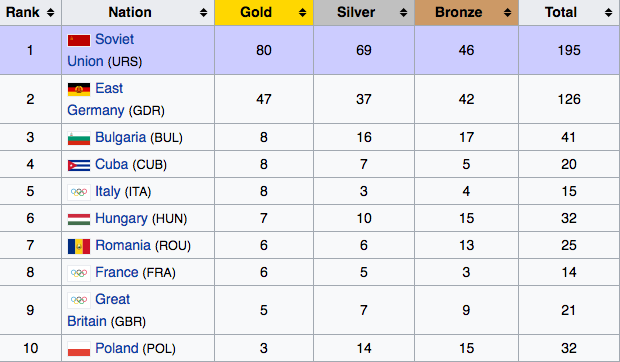 Rank Nation Gold Silver Bronze Total
1 Soviet Union (URS) 80 69 46 195
2 East Germany (GDR) 47 37 42 126
3 Bulgaria (BUL) 8 16 17 41
4 Cuba (CUB) 8 7 5 20
5 Italy (ITA) 8 3 4 15
6 Hungary (HUN) 7 10 15 32
7 Romania (ROU) 6 6 13 25
8 France (FRA) 6 5 3 14
9 Great Britain (GBR) 5 7 9 21
10 Poland (POL) 3 14 15 32